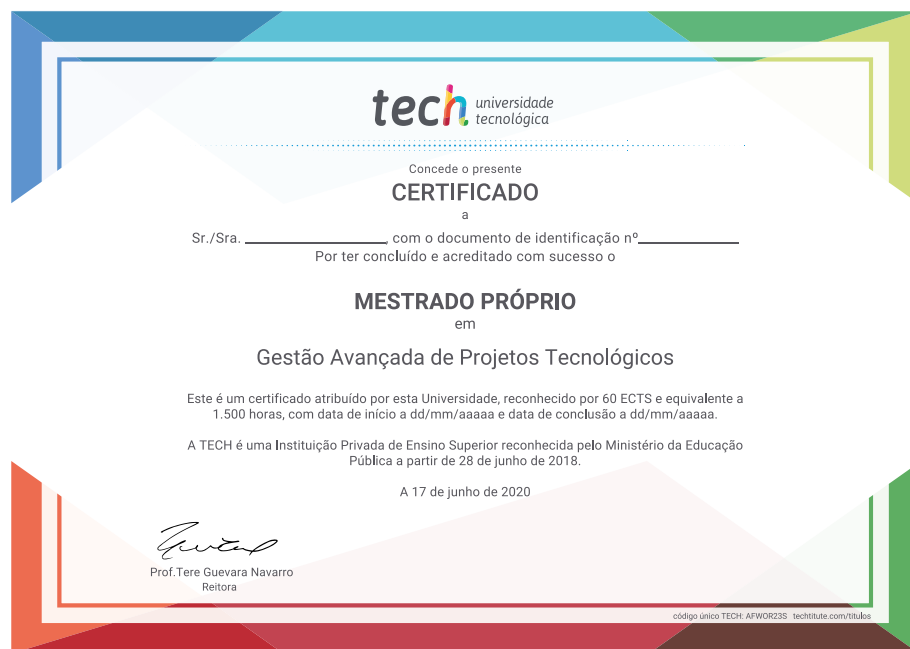 tech universidade
tecnológica
Concede o presente
CERTIFICADO
a
Sr./Sra. ____________, com o documento de identificação nº____________
Por ter concluído e acreditado com sucesso o
MESTRADO PRÓPRIO
em
Gestão Avançada de Projetos Tecnológicos
Este é um certificado atribuído por esta Universidade, reconhecido por 60 ECTS e equivalente a
1.500 horas, com data de início a dd/mm/aaaaa e data de conclusão a dd/mm/aaaaa.
A TECH é uma Instituição Privada de Ensino Superior reconhecida pelo Ministério da Educação
Pública a partir de 28 de junho de 2018.
A 17 de junho de 2020
Prof.Tere Guevara Navarro
Reitora
código único TECH: AFWOR23S techtitute.com/titulos